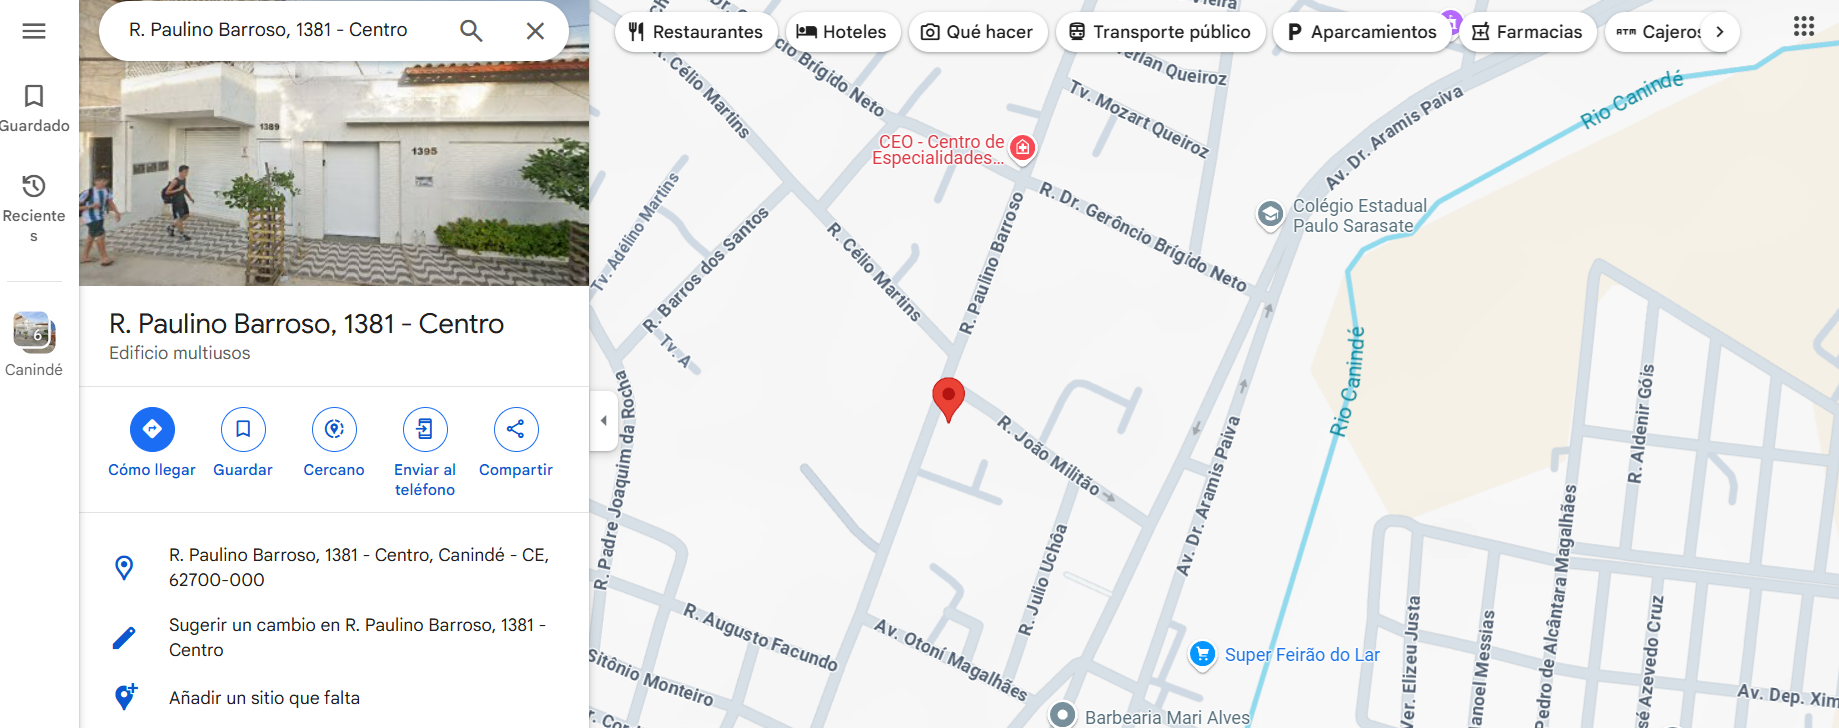 R. Paulino Barroso, 1381 - Centro
Guardado
Reciente
s
6
Canindé
1389
1395
R. Paulino Barroso, 1381 - Centro
Edificio multiusos
Cómo llegar
Guardar
Cercano
Enviar al
teléfono
Compartir
R. Paulino Barroso, 1381 - Centro, Canindé - CE,
62700-000
Sugerir un cambio en R. Paulino Barroso, 1381 -
Centro
Añadir un sitio que falta
Restaurantes
Hoteles
Qué hacer
Transporte público
P
Aparcamientos
Farmacias
ATM
Cajeros
R. Célio Martins
cio Brígido Neto
erlan Queiroz
Tv. Mozart Queiroz
Av. Dr. Aramis Paiva
Rio Canindé
CEO - Centro de
Especialidades...
Tv. Adélino Martins
R. Barros dos Santos
R. Célio Martins
R. Paulino Barroso
R. Dr. Gerôncio Brígido Neto
Colégio Estadual
Paulo Sarasate
Tv. A
R. Padre Joaquim da Rocha
R. João Militão
Rio Canindé
Av. Dr. Aramis Paiva
R. Aldemir Góis
R. Julio Uchôa
R. Augusto Facundo
Av. Otoní Magalhães
Sitônio Monteiro
Super Feirão do Lar
Barbearia Mari Alves
Ver. Elizeu Justa
anoel Messias
Pedro de Alcântara Magalhães
sé Azevedo Cruz
Av. Dep. Xim